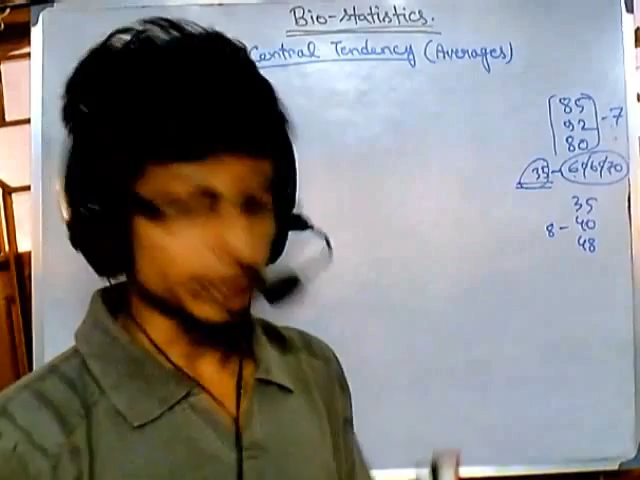 Bio-statistics.
Central Tendency (Averages)
85
92 - 7
80
35 - 
35
8 - 40
48